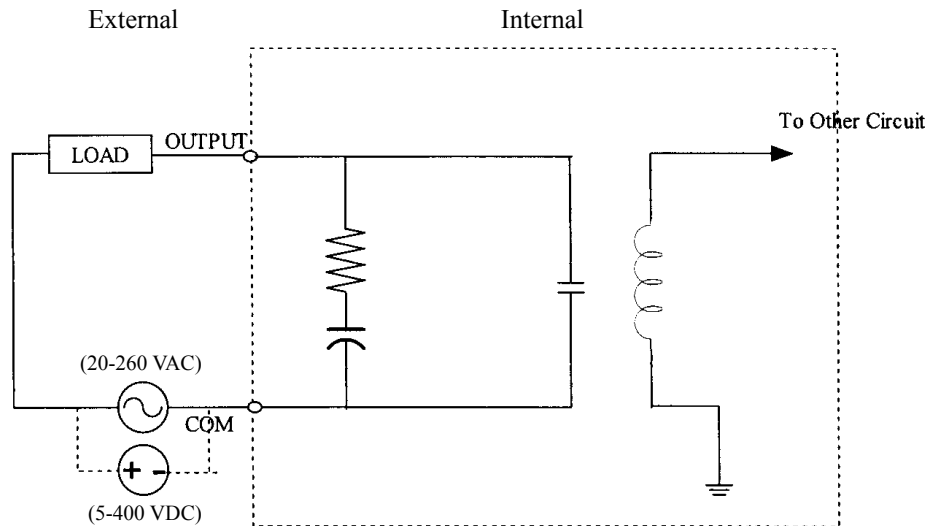 External
Internal
To Other Circuit
OUTPUT
LOAD
(20-260 VAC)
COM
+ -
(5-400 VDC)